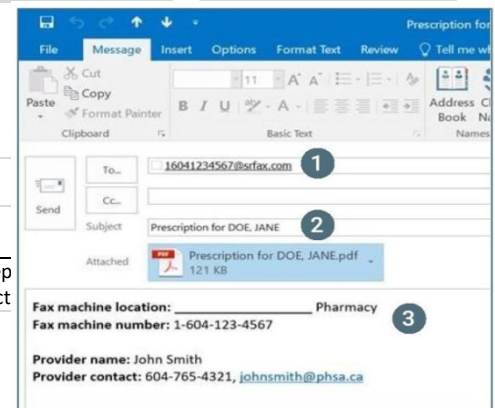 Prescription for
File Message Insert Options Format Text Review Tell me
Cut
Copy
Format Painter
Paste
11
B I U
Address
Book
Clipboard
Basic Text
Names
To...
16041234567@srfax.com
1
Send
Cc...
Subject
Prescription for DOE, JANE
2
Attached
PDF
Prescription for DOE, JANE.pdf
121 KB
Fax machine location: ____________________ Pharmacy
3
Fax machine number: 1-604-123-4567
Provider name: John Smith
Provider contact: 604-765-4321, johnsmith@phsa.ca